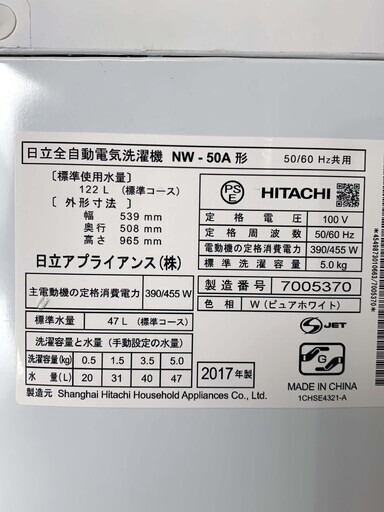 日立全自動電気洗濯機 NW-50A 形 50/60 Hz共用
〔標準使用水量〕
122 L (標準コース)
〔外形寸法〕
幅 539 mm
奥行 508 mm
高さ 965 mm
日立アプライアンス(株)
主電動機の定格消費電力 390/455 W
標準水量 47 L (標準コース)
洗濯容量と水量 (手動設定の水量)
洗濯容量(kg) 0.5 1.5 3.5 5.0
水量(L) 20 31 40 47
製造元 Shanghai Hitachi Household Appliances Co., Ltd.
PS E HITACHI
定格電圧 100 V
定格周波数 50/60 Hz
電動機の定格消費電力 390/455 W
標準洗濯容量 5.0kg
製造番号 7005370
色相 W (ピュアホワイト)
S JET
2017年製
G
MADE IN CHINA
1CHSE4321-A
*4549873010663/7005370*